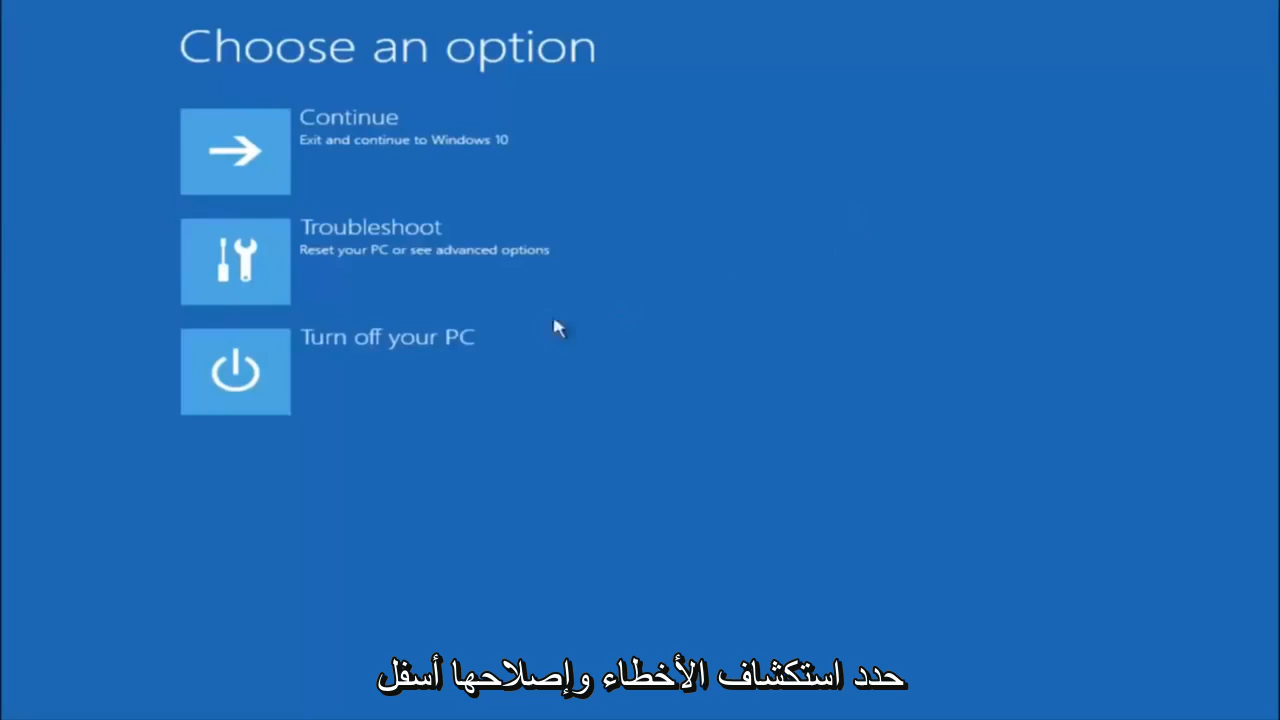 Choose an option
Continue
Exit and continue to Windows 10
Troubleshoot
Reset your PC or see advanced options
Turn off your PC
حدد استكشاف الأخطاء وإصلاحها أسفل